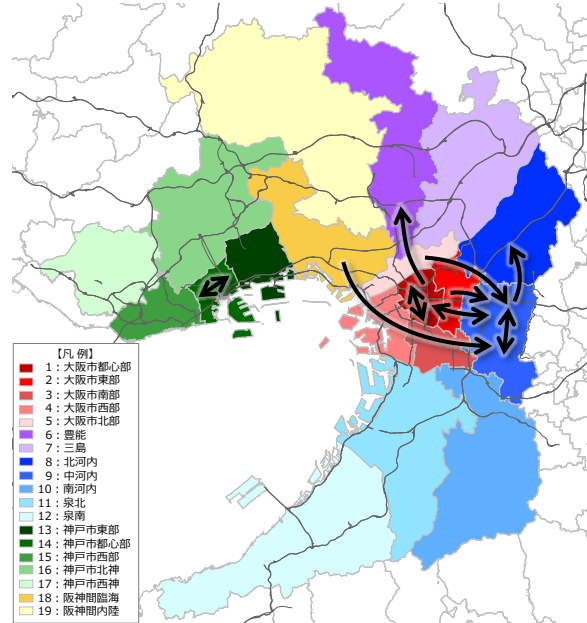 【凡 例】
1：大阪市都心部
2：大阪市東部
3：大阪市南部
4：大阪市西部
5：大阪市北部
6：豊能
7：三島
8：北河内
9：中河内
10：南河内
11：泉北
12：泉南
13：神戸市東部
14：神戸市都心部
15：神戸市西部
16：神戸市北神
17：神戸市西神
18：阪神間臨海
19：阪神間内陸